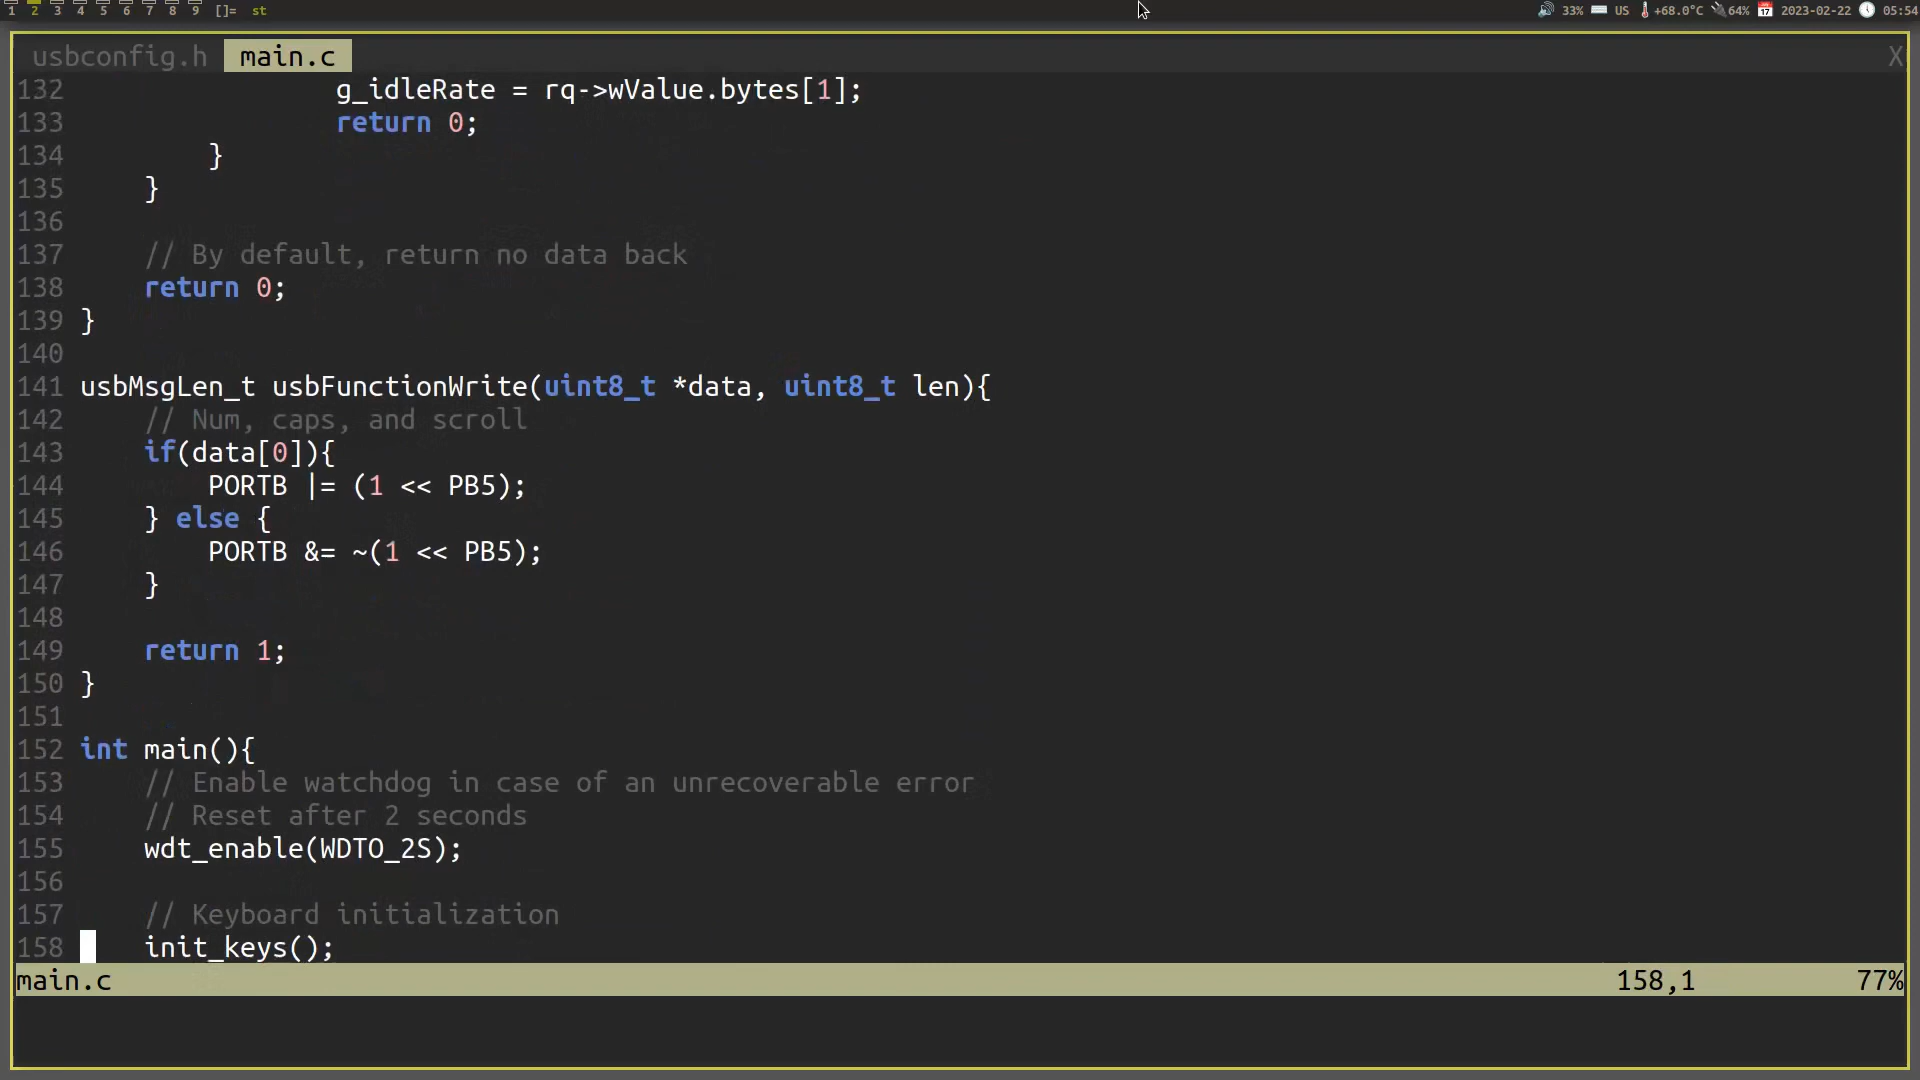 1 2 3 4 5 6 7 8 9 []= st 33% US +68.0°C 64% 2023-02-22 05:54
usbconfig.h main.c X
132                 g_idleRate = rq->wValue.bytes[1];
133                 return 0;
134         }
135     }
136
137     // By default, return no data back
138     return 0;
139 }
140
141 usbMsgLen_t usbFunctionWrite(uint8_t *data, uint8_t len){
142     // Num, caps, and scroll
143     if(data[0]){
144         PORTB |= (1 << PB5);
145     } else {
146         PORTB &= ~(1 << PB5);
147     }
148
149     return 1;
150 }
151
152 int main(){
153     // Enable watchdog in case of an unrecoverable error
154     // Reset after 2 seconds
155     wdt_enable(WDTO_2S);
156
157     // Keyboard initialization
158     init_keys();
main.c 158,1 77%